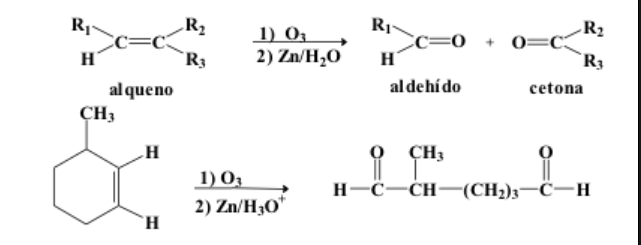 R₁ R₂ 1) O₃ R₁ R₂
C=C C=O + O=C
H R₃ 2) Zn/H₂O H R₃
alqueno aldehído cetona
CH₃
H 1) O₃ O CH₃ O
H 2) Zn/H₃O⁺ H—C—CH—(CH₂)₃—C—H